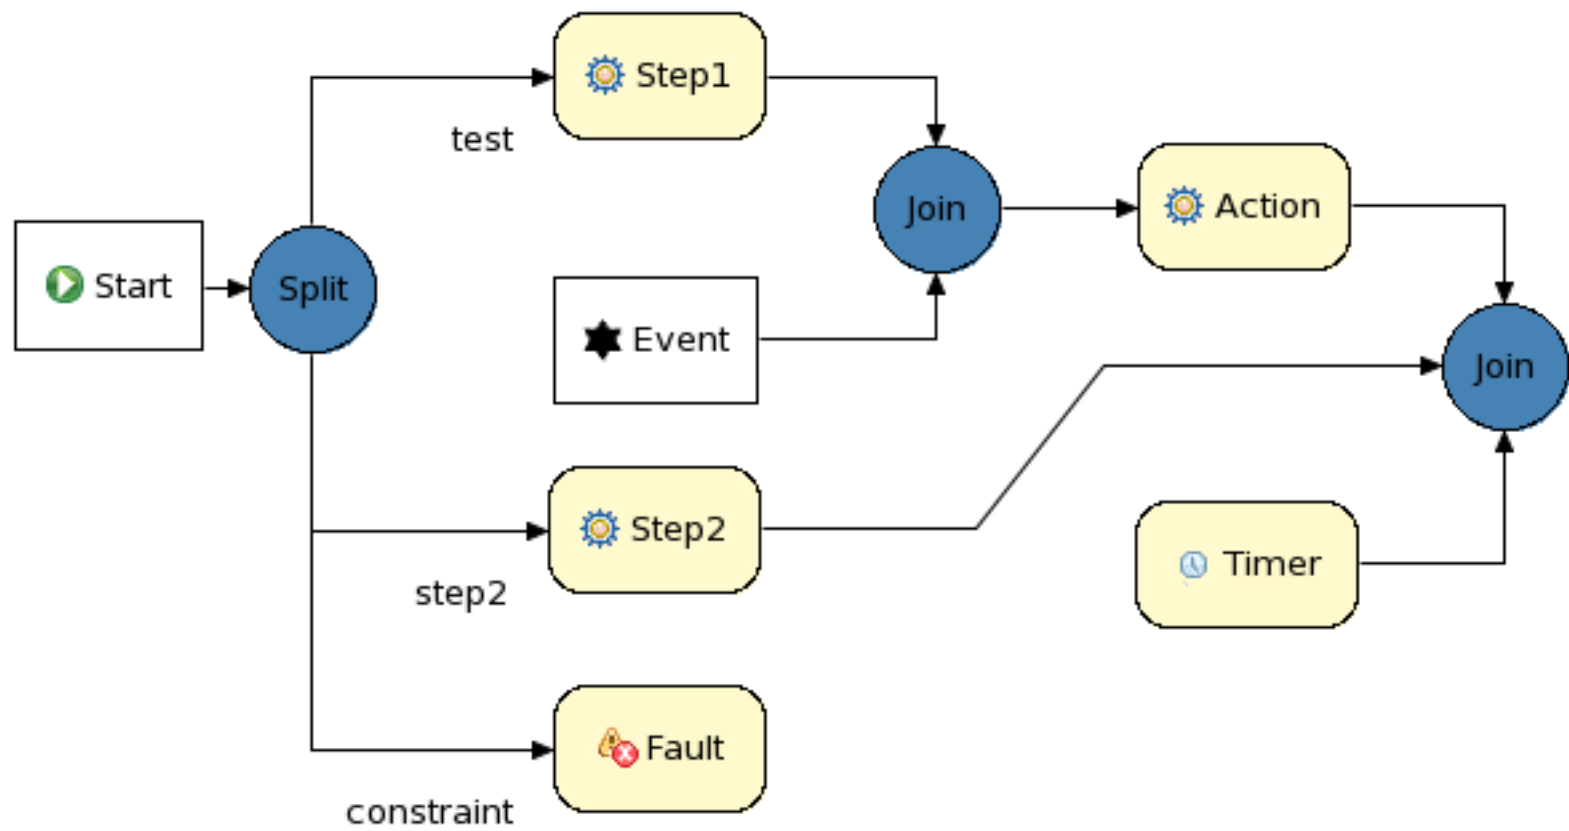 Step1
test
Join
Action
Start
Split
Event
Join
Step2
step2
Timer
Fault
constraint